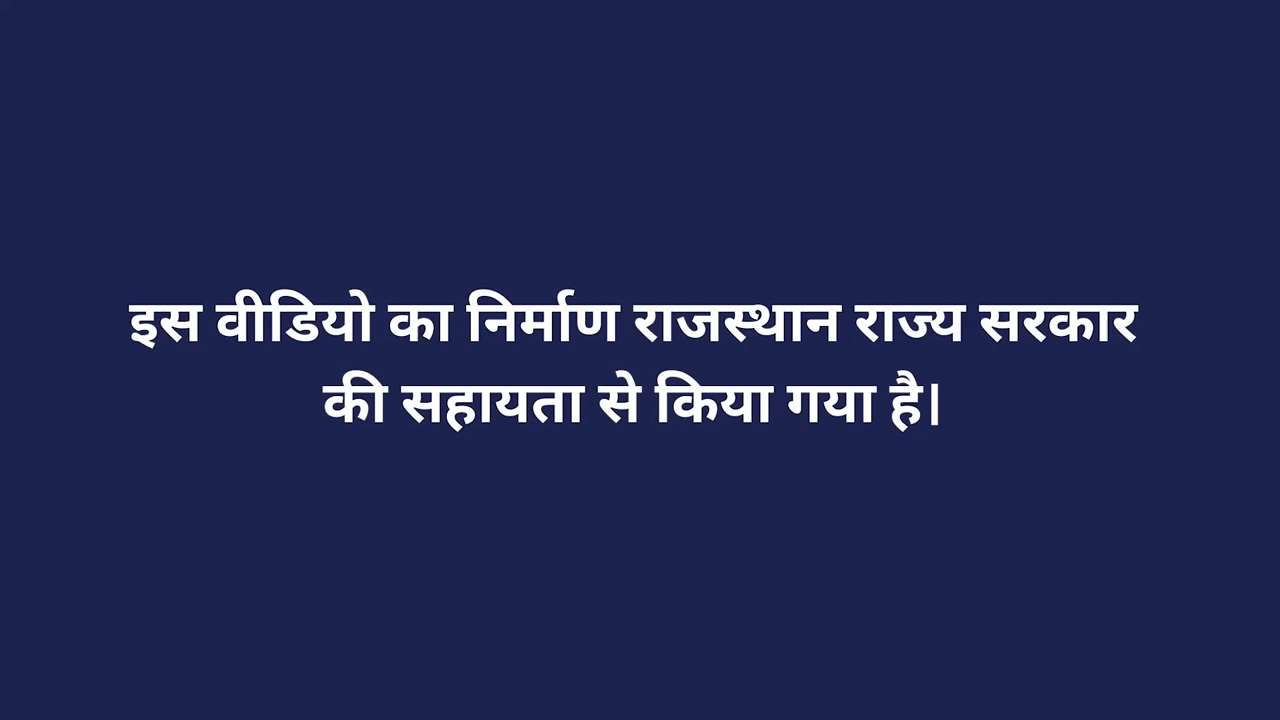 इस वीडियो का निर्माण राजस्थान राज्य सरकार
की सहायता से किया गया है।